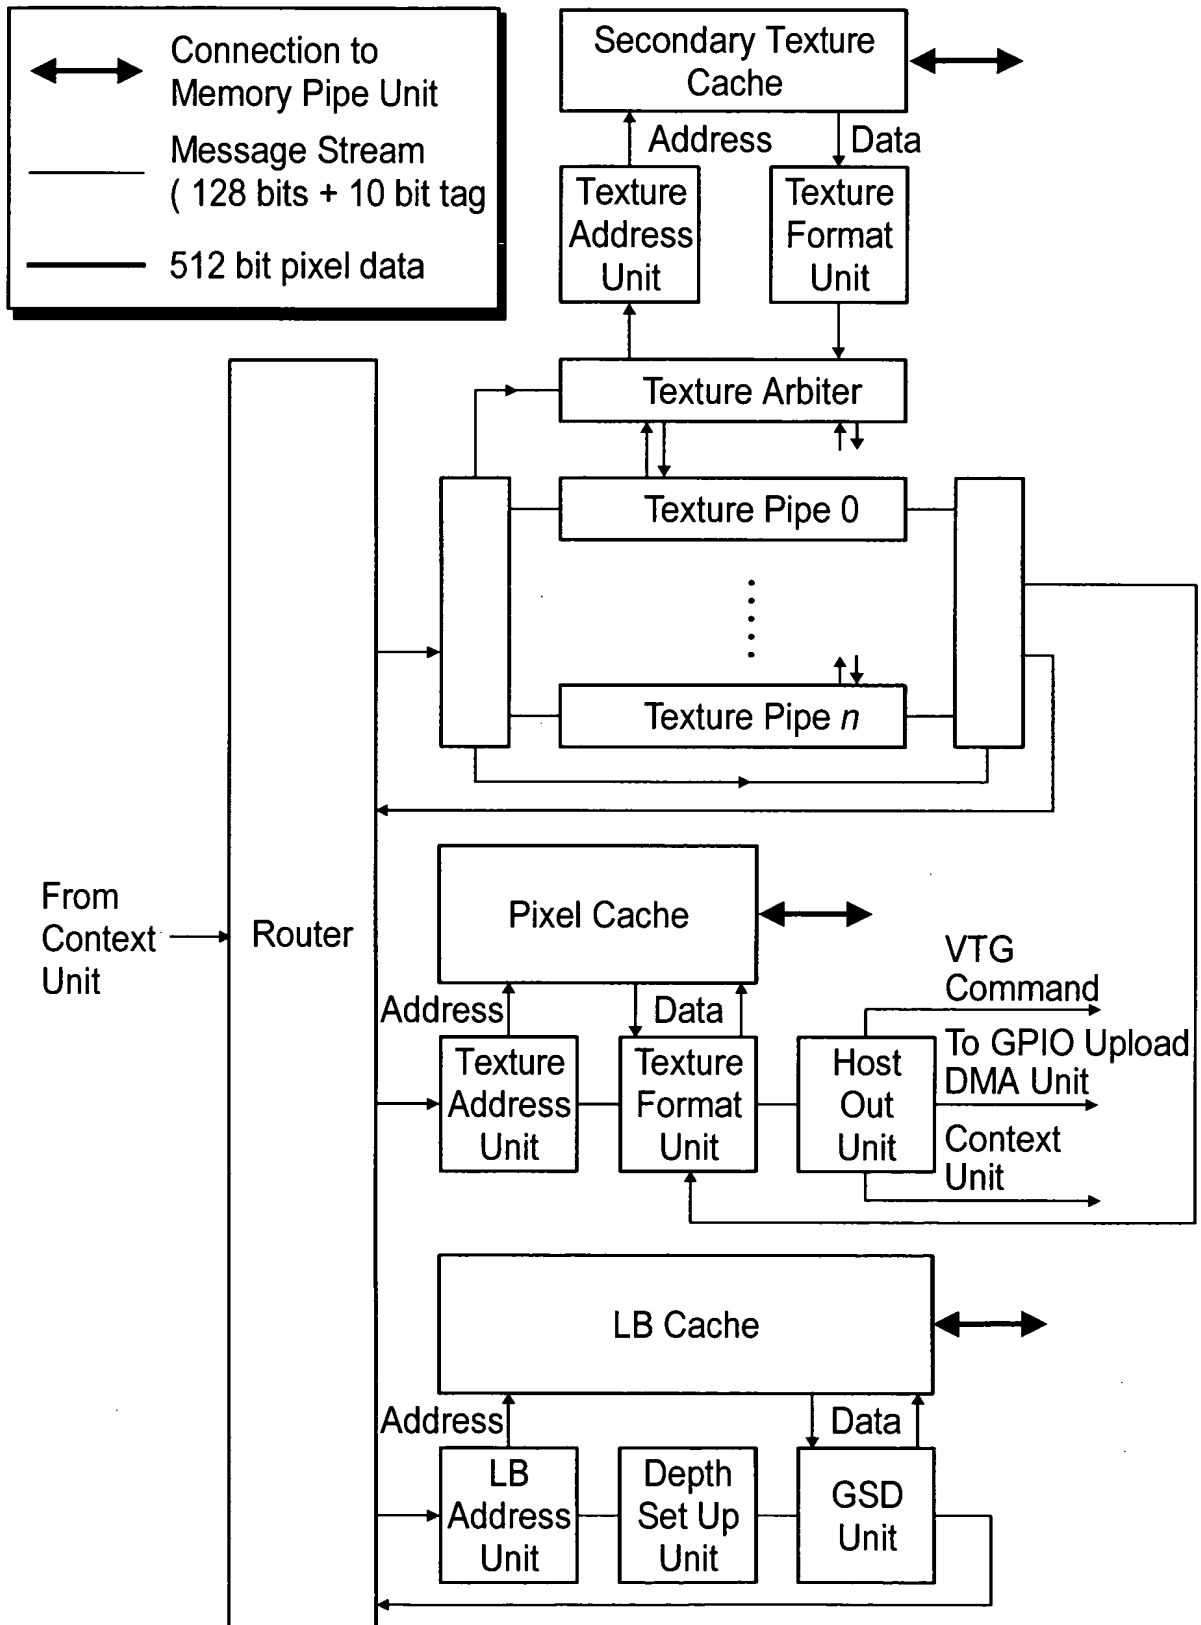 Connection to
Memory Pipe Unit
Message Stream
( 128 bits + 10 bit tag
512 bit pixel data
Secondary Texture
Cache
Address
Data
Texture
Address
Unit
Texture
Format
Unit
Texture Arbiter
Texture Pipe 0
Texture Pipe n
From
Context
Unit
Router
Pixel Cache
Address
Data
Texture
Address
Unit
Texture
Format
Unit
Host
Out
Unit
VTG
Command
To GPIO Upload
DMA Unit
Context
Unit
LB Cache
Address
Data
LB
Address
Unit
Depth
Set Up
Unit
GSD
Unit